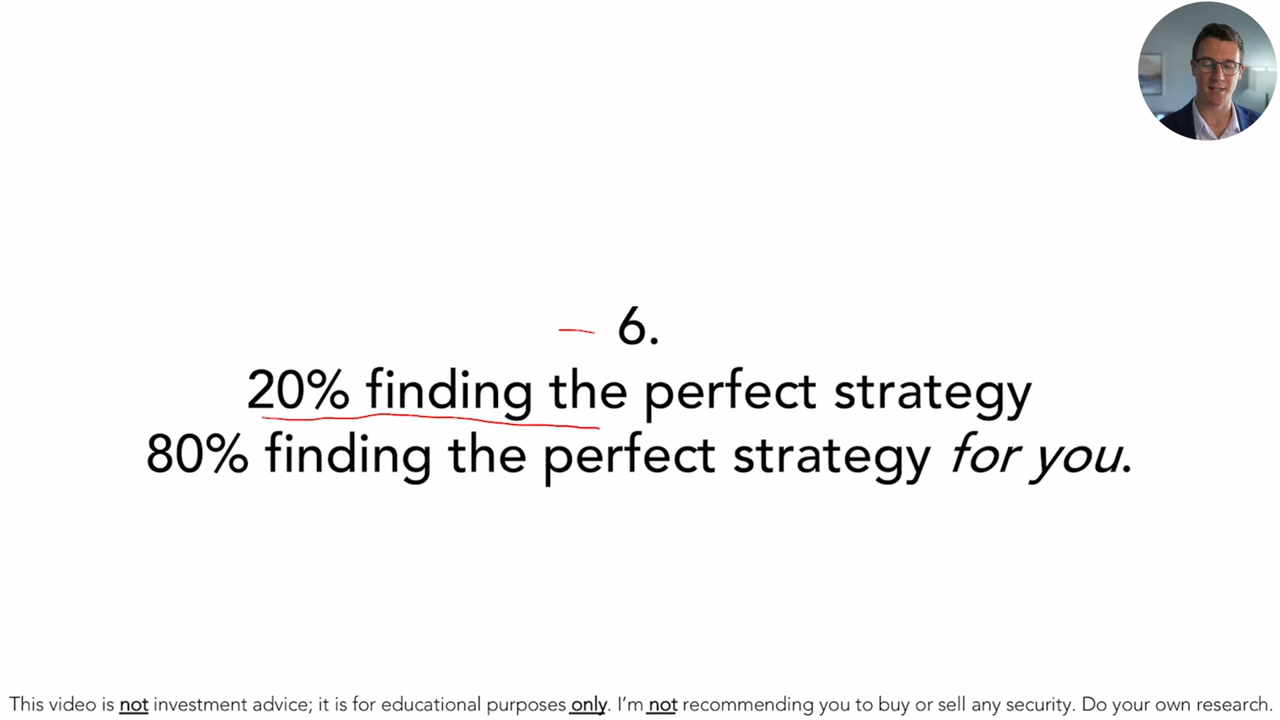 6.
20% finding the perfect strategy
80% finding the perfect strategy for you.
This video is not investment advice; it is for educational purposes only. I'm not recommending you to buy or sell any security. Do your own research.